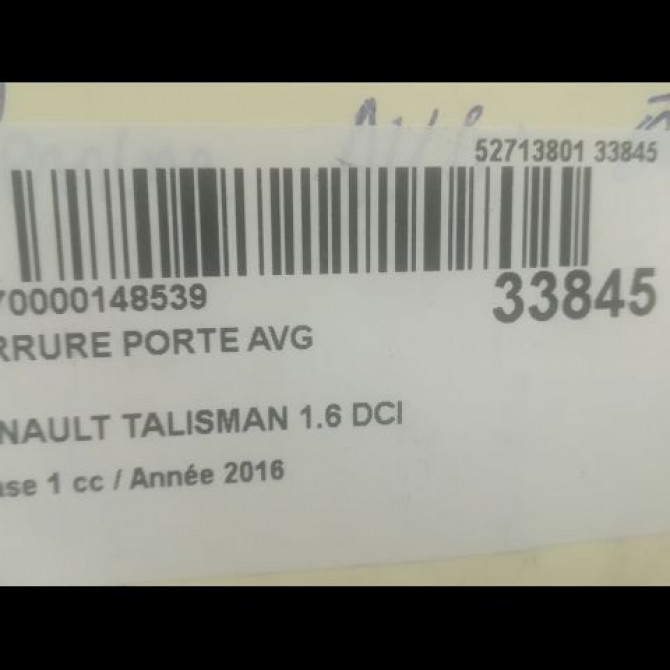 52713801 33845
70000148539
33845
RRURE PORTE AVG
NAULT TALISMAN 1.6 DCI
ase 1 cc / Année 2016